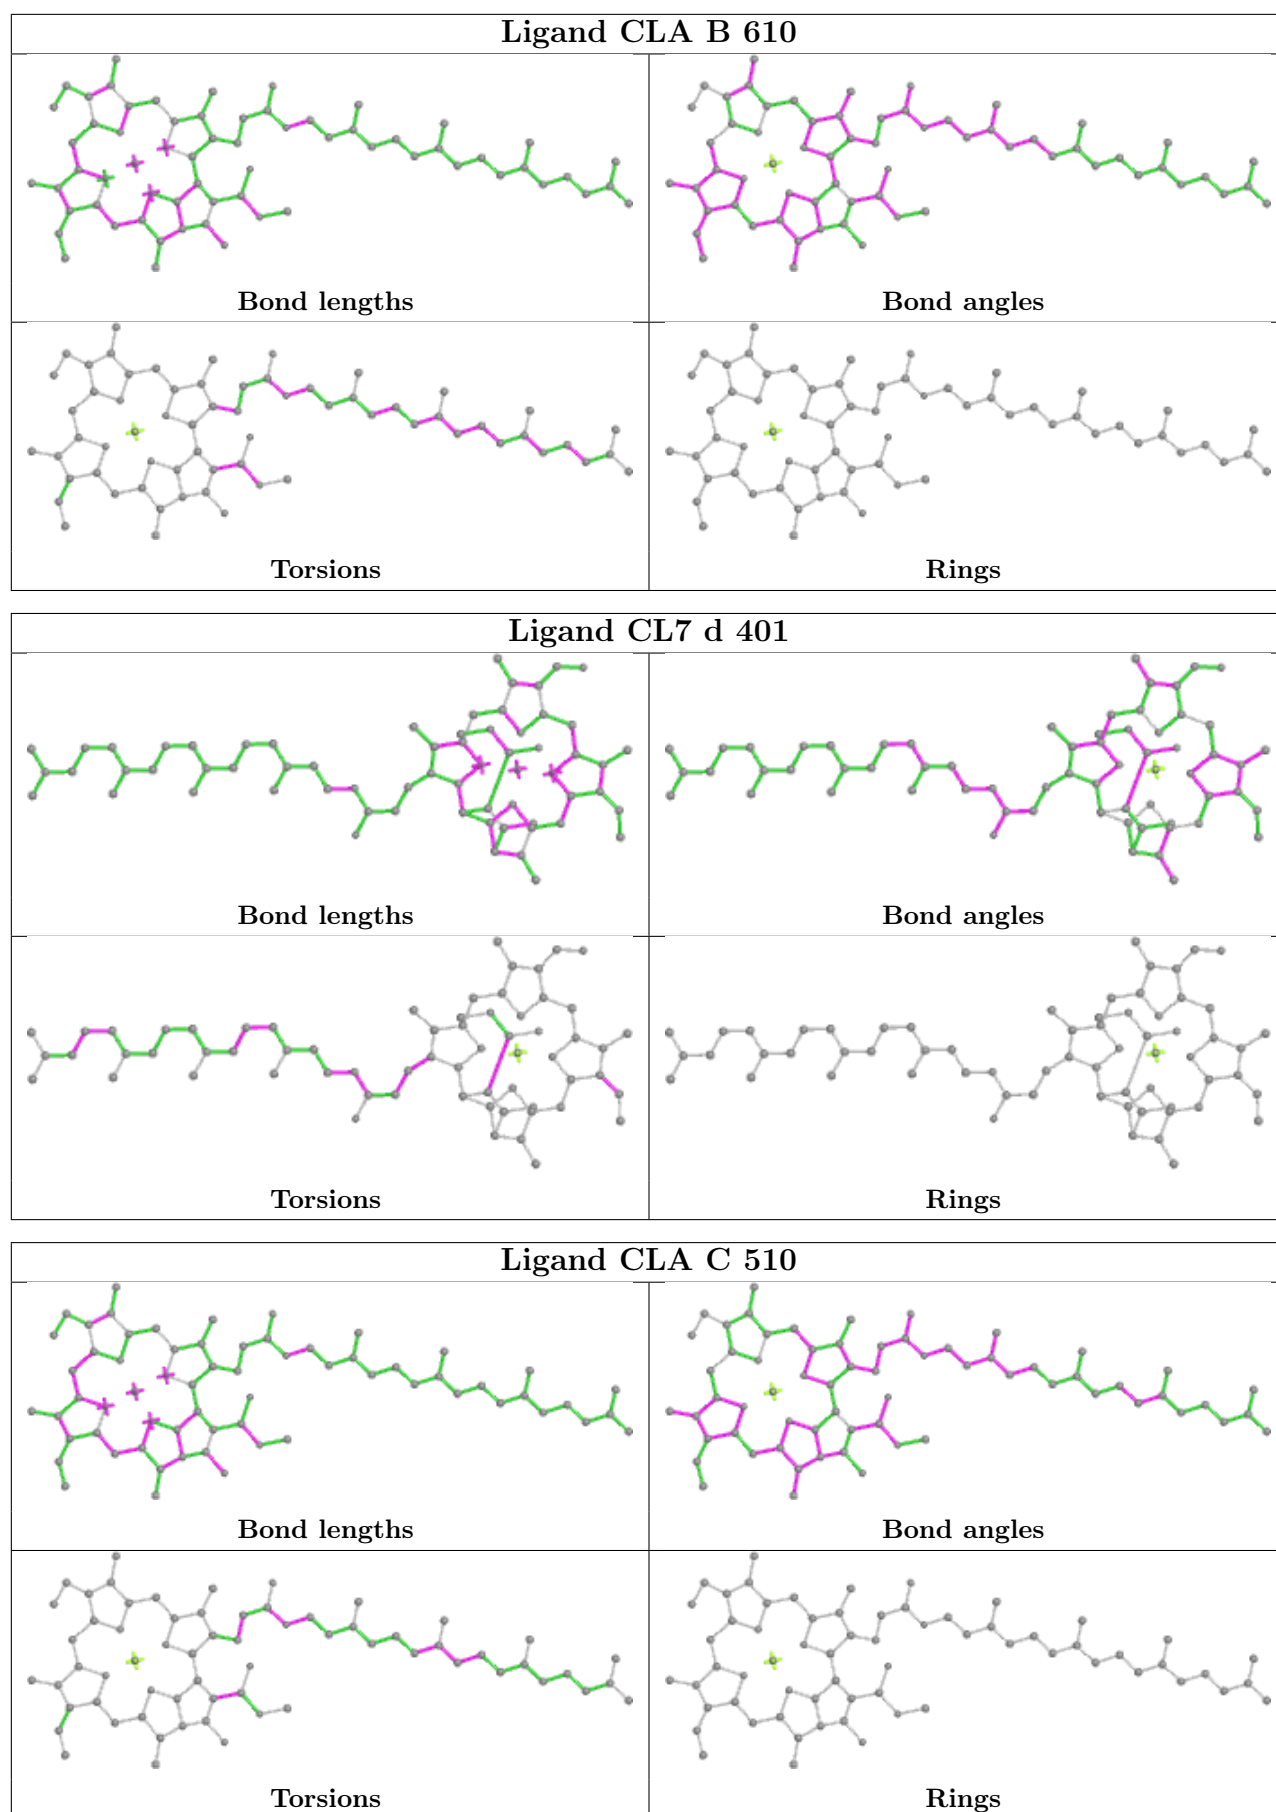 Ligand CLA B 610
Bond lengths
Bond angles
Torsions
Rings
Ligand CL7 d 401
Bond lengths
Bond angles
Torsions
Rings
Ligand CLA C 510
Bond lengths
Bond angles
Torsions
Rings